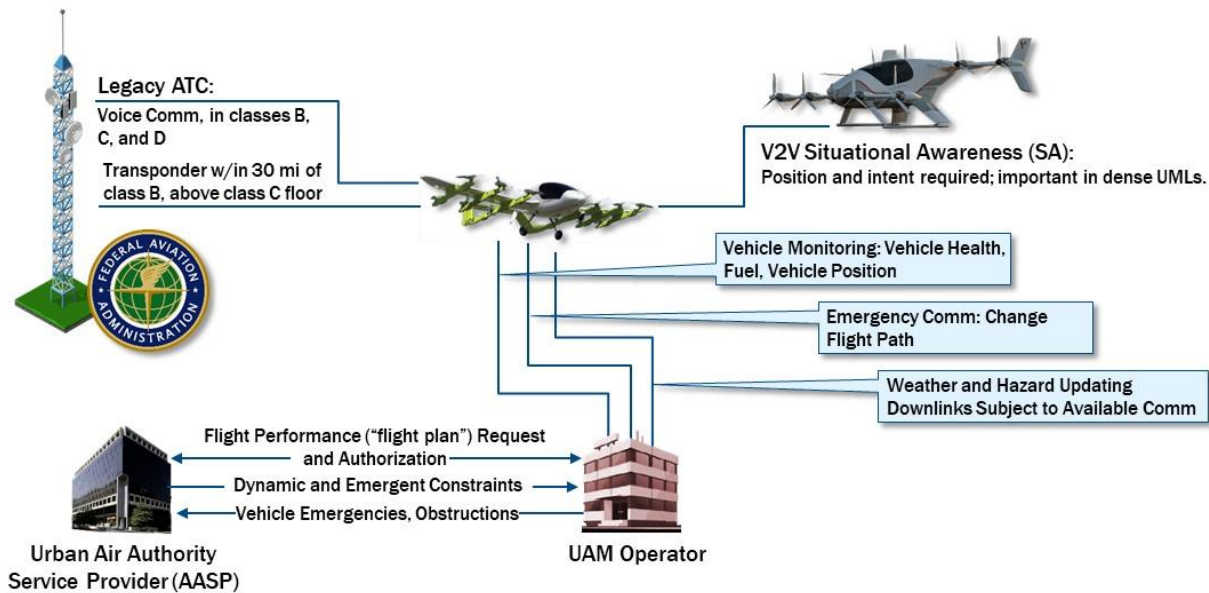 Legacy ATC:
Voice Comm, in classes B,
C, and D
Transponder w/in 30 mi of
class B, above class C floor
FEDERAL AVIATION
ADMINISTRATION
V2V Situational Awareness (SA):
Position and intent required; important in dense UMLs.
Vehicle Monitoring: Vehicle Health,
Fuel, Vehicle Position
Emergency Comm: Change
Flight Path
Weather and Hazard Updating
Downlinks Subject to Available Comm
Flight Performance (“flight plan”) Request
and Authorization
Dynamic and Emergent Constraints
Vehicle Emergencies, Obstructions
Urban Air Authority
Service Provider (AASP)
UAM Operator